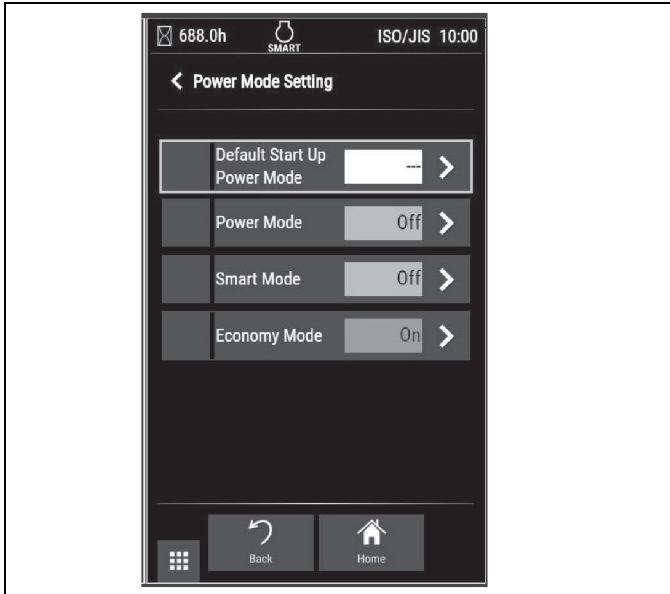 688.0h SMART ISO/JIS 10:00
Power Mode Setting
Default Start Up
Power Mode ---
Power Mode Off
Smart Mode Off
Economy Mode On
Back Home